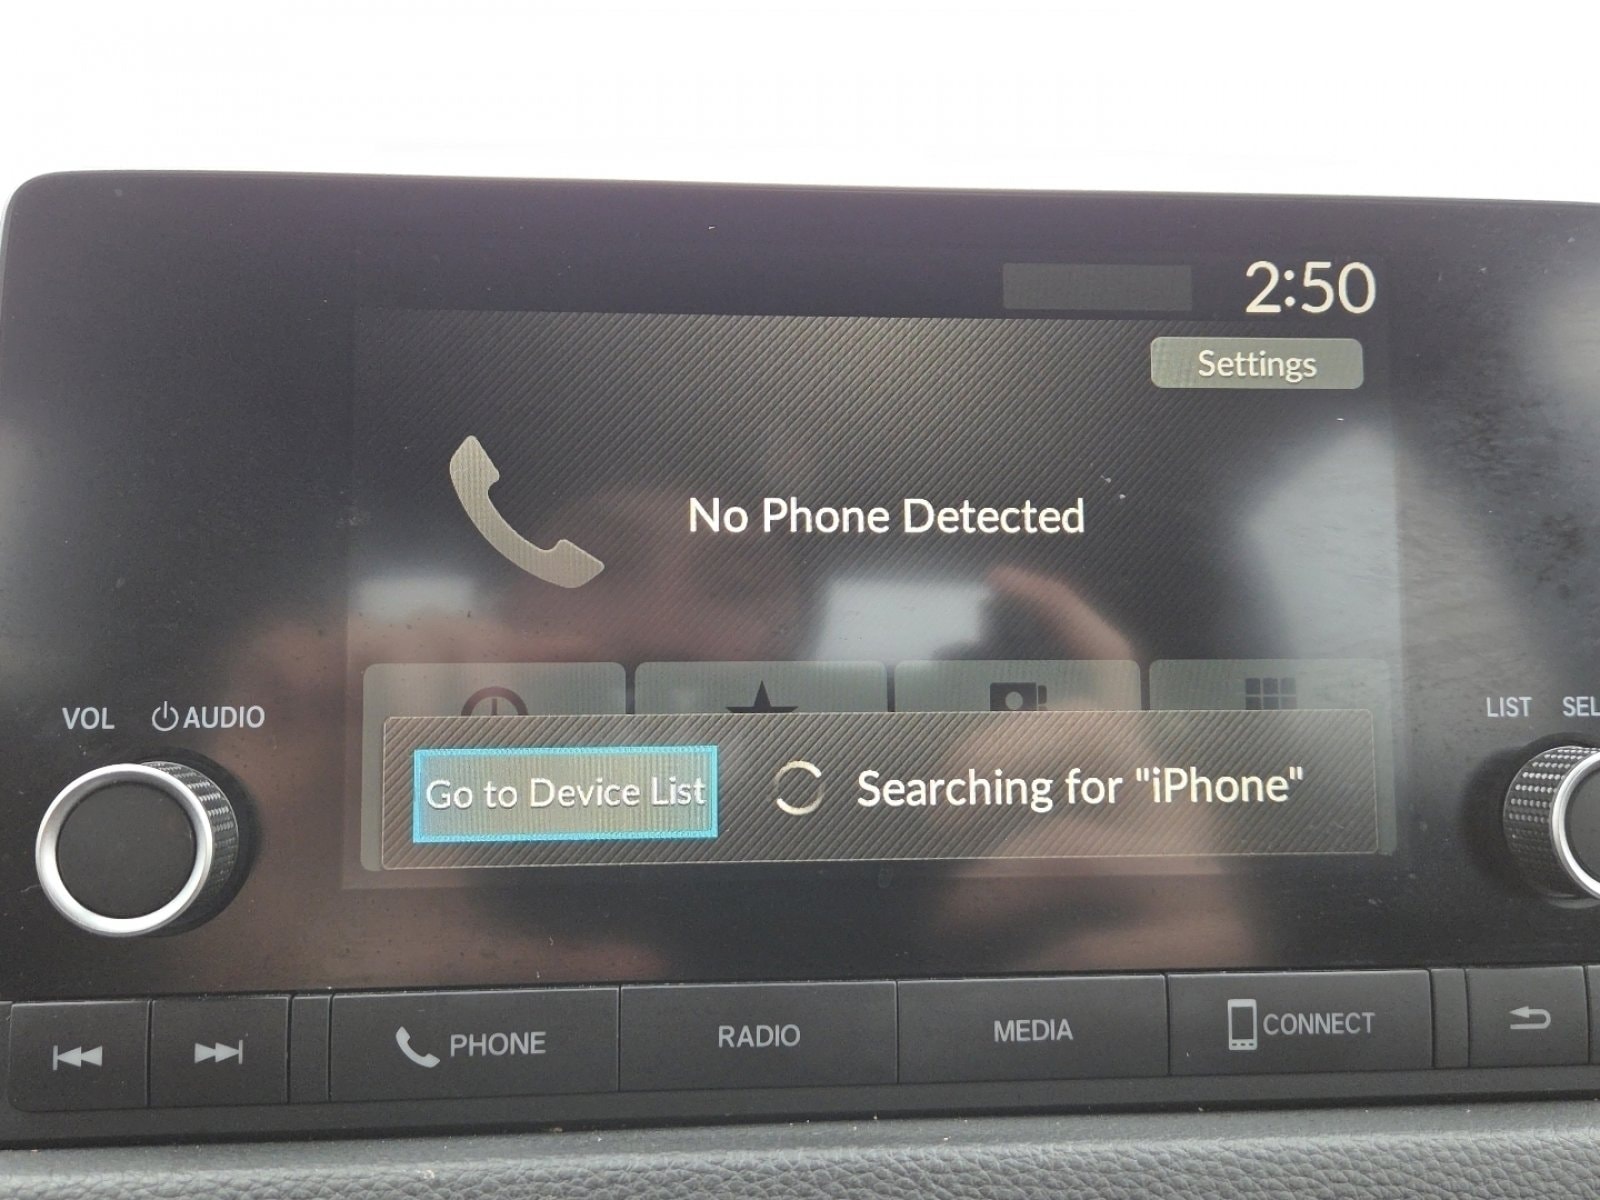 2:50
Settings
No Phone Detected
Go to Device List
Searching for "iPhone"
VOL
AUDIO
LIST
PHONE
RADIO
MEDIA
CONNECT